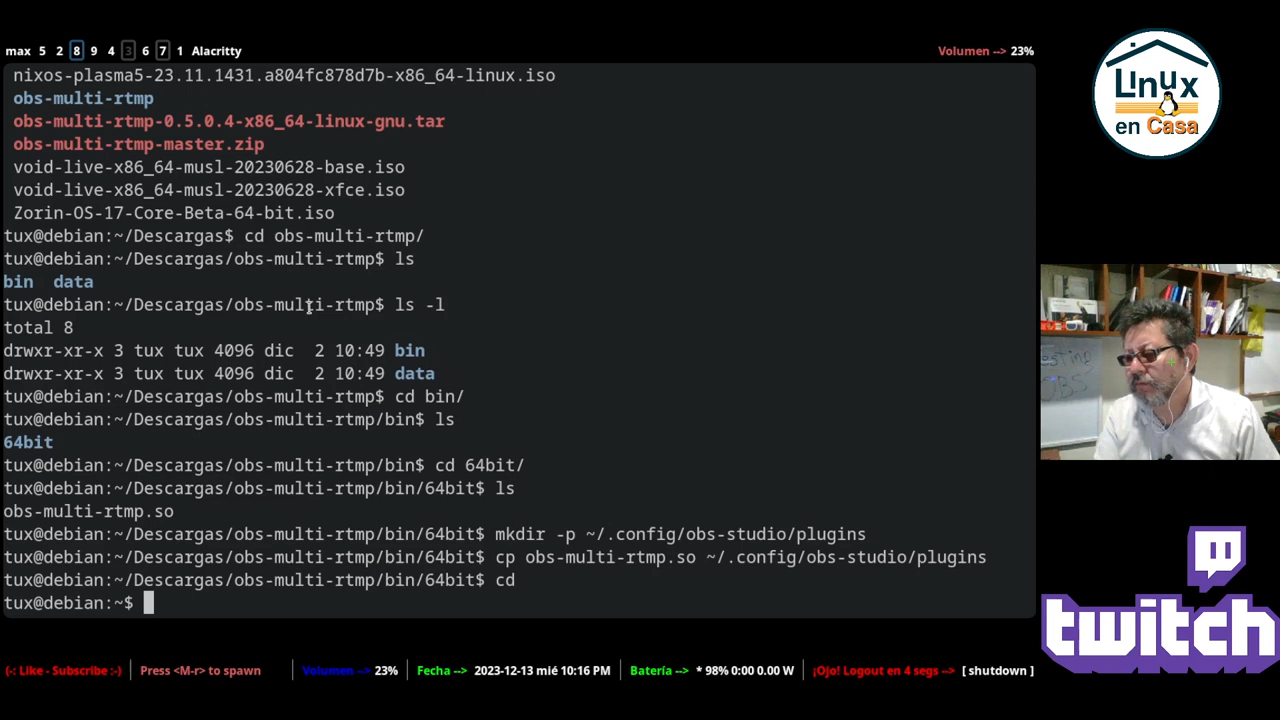 max 5 2 8 9 4 3 6 7 1 Alacritty
Volumen --> 23%
nixos-plasma5-23.11.1431.a804fc878d7b-x86_64-linux.iso
obs-multi-rtmp
obs-multi-rtmp-0.5.0.4-x86_64-linux-gnu.tar
obs-multi-rtmp-master.zip
void-live-x86_64-musl-20230628-base.iso
void-live-x86_64-musl-20230628-xfce.iso
Zorin-OS-17-Core-Beta-64-bit.iso
tux@debian:~/Descargas$ cd obs-multi-rtmp/
tux@debian:~/Descargas/obs-multi-rtmp$ ls
bin  data
tux@debian:~/Descargas/obs-multi-rtmp$ ls -l
total 8
drwxr-xr-x 3 tux tux 4096 dic  2 10:49 bin
drwxr-xr-x 3 tux tux 4096 dic  2 10:49 data
tux@debian:~/Descargas/obs-multi-rtmp$ cd bin/
tux@debian:~/Descargas/obs-multi-rtmp/bin$ ls
64bit
tux@debian:~/Descargas/obs-multi-rtmp/bin$ cd 64bit/
tux@debian:~/Descargas/obs-multi-rtmp/bin/64bit$ ls
obs-multi-rtmp.so
tux@debian:~/Descargas/obs-multi-rtmp/bin/64bit$ mkdir -p ~/.config/obs-studio/plugins
tux@debian:~/Descargas/obs-multi-rtmp/bin/64bit$ cp obs-multi-rtmp.so ~/.config/obs-studio/plugins
tux@debian:~/Descargas/obs-multi-rtmp/bin/64bit$ cd
tux@debian:~$
(-: Like - Subscribe :-) Press <M-r> to spawn Volumen --> 23% Fecha --> 2023-12-13 mié 10:16 PM Batería --> * 98% 0:00 0.00 W ¡Ojo! Logout en 4 segs --> [ shutdown ]
LInux
en Casa
Testing
OBS
twitch